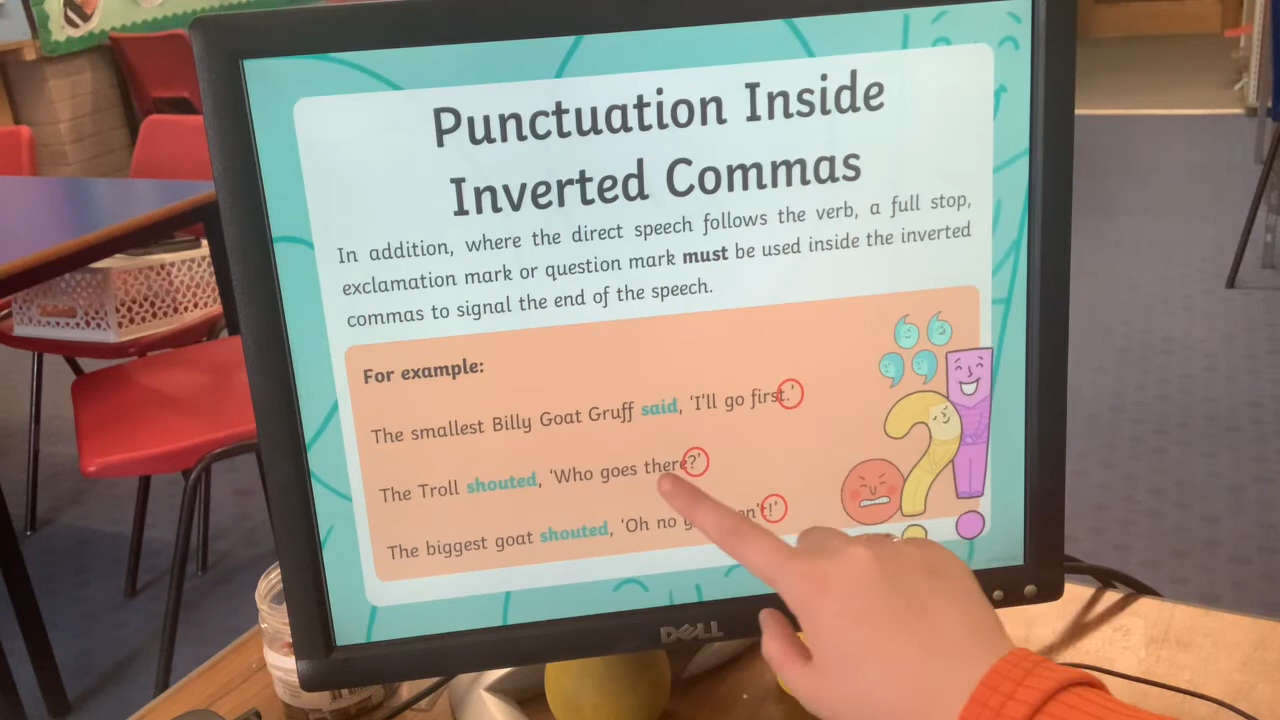 Punctuation Inside
Inverted Commas
In addition, where the direct speech follows the verb, a full stop,
exclamation mark or question mark must be used inside the inverted
commas to signal the end of the speech.
For example:
The smallest Billy Goat Gruff said, ‘I'll go first.’
The Troll shouted, ‘Who goes there?’
The biggest goat shouted, ‘Oh no !’
DELL